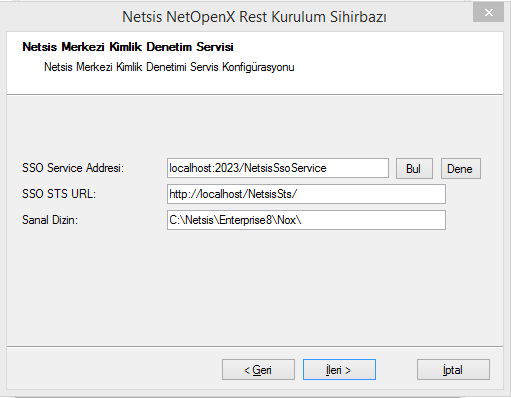 Netsis NetOpenX Rest Kurulum Sihirbazı
Netsis Merkezi Kimlik Denetim Servisi
Netsis Merkezi Kimlik Denetimi Servis Konfigürasyonu
SSO Service Addresi: localhost:2023/NetsisSsoService Bul Dene
SSO STS URL: http://localhost/NetsisSts/
Sanal Dizin: C:\Netsis\Enterprise8\Nox\
< Geri İleri > İptal